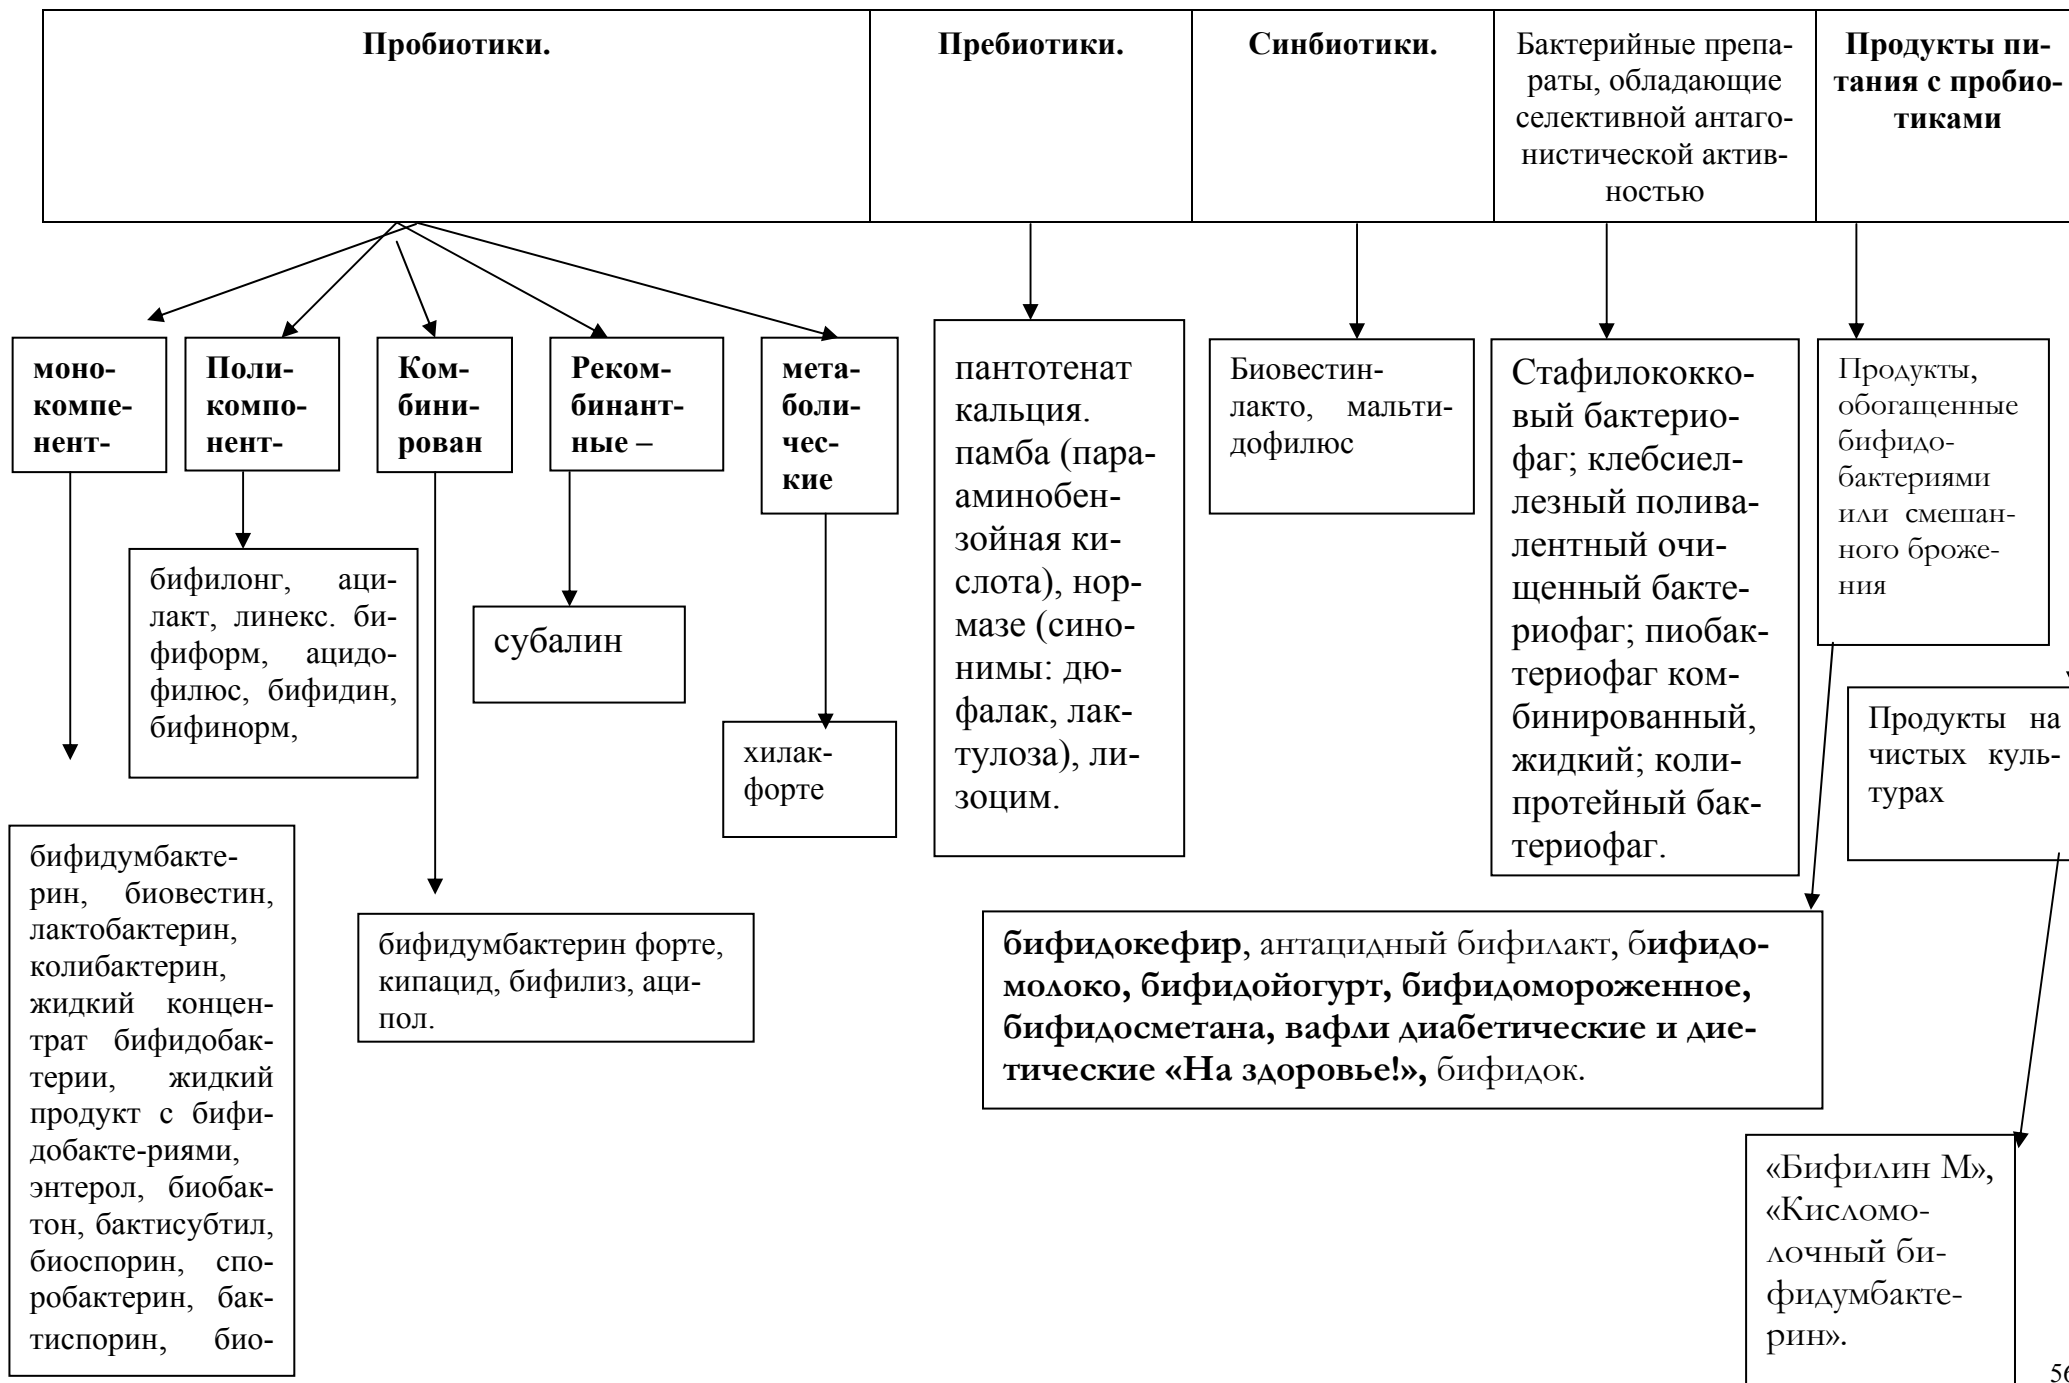 Пробиотики.
Пребиотики.
Синбиотики.
Бактерийные препа-
раты, обладающие
селективной антаго-
нистической актив-
ностью
Продукты пи-
тания с пробио-
тиками
моно-
компе-
нент-
Поли-
компо-
нент-
Ком-
бини-
рован
Реком-
бинант-
ные –
мета-
боли-
чес-
кие
пантотенат
кальция.
памба (пара-
аминобен-
зойная ки-
слота), нор-
мазе (сино-
нимы: дю-
фалак, лак-
тулоза), ли-
зоцим.
Биовестин-
лакто, мальти-
дофилюс
Стафилококко-
вый бактерио-
фаг; клебсиел-
лезный полива-
лентный очи-
щенный бакте-
риофаг; пиобак-
териофаг ком-
бинированный,
жидкий; коли-
протейный бак-
териофаг.
Продукты,
обогащенные
бифидо-
бактериями
или смешан-
ного броже-
ния
бифилонг, аци-
лакт, линекс. би-
фиформ, ацидо-
филюс, бифидин,
бифинорм,
субалин
хилак-
форте
Продукты на
чистых куль-
турах
бифидумбакте-
рин, биовестин,
лактобактерин,
колибактерин,
жидкий концен-
трат бифидобак-
терии, жидкий
продукт с бифи-
добакте-риями,
энтерол, биобак-
тон, бактисубтил,
биоспорин, спо-
робактерин, бак-
тиспорин, био-
бифидумбактерин форте,
кипацид, бифилиз, аци-
пол.
бифидокефир, антацидный бифилакт, бифидо-
молоко, бифидойогурт, бифидомороженное,
бифидосметана, вафли диабетические и дие-
тические «На здоровье!», бифидок.
«Бифилин М»,
«Кисломо-
лочный би-
фидумбакте-
рин».
56